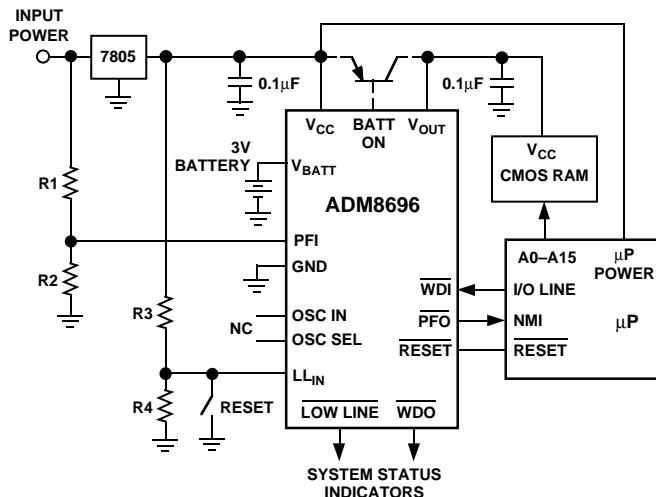 INPUT
POWER
7805
0.1μF
0.1μF
VCC
BATT
ON
VOUT
VCC
CMOS RAM
3V
BATTERY
VBATT
R1
ADM8696
PFI
A0–A15
μP
POWER
R2
GND
WDI
I/O LINE
R3
OSC IN
PFO
NMI
μP
NC
OSC SEL
RESET
RESET
LLIN
R4
RESET
LOW LINE
WDO
SYSTEM STATUS
INDICATORS